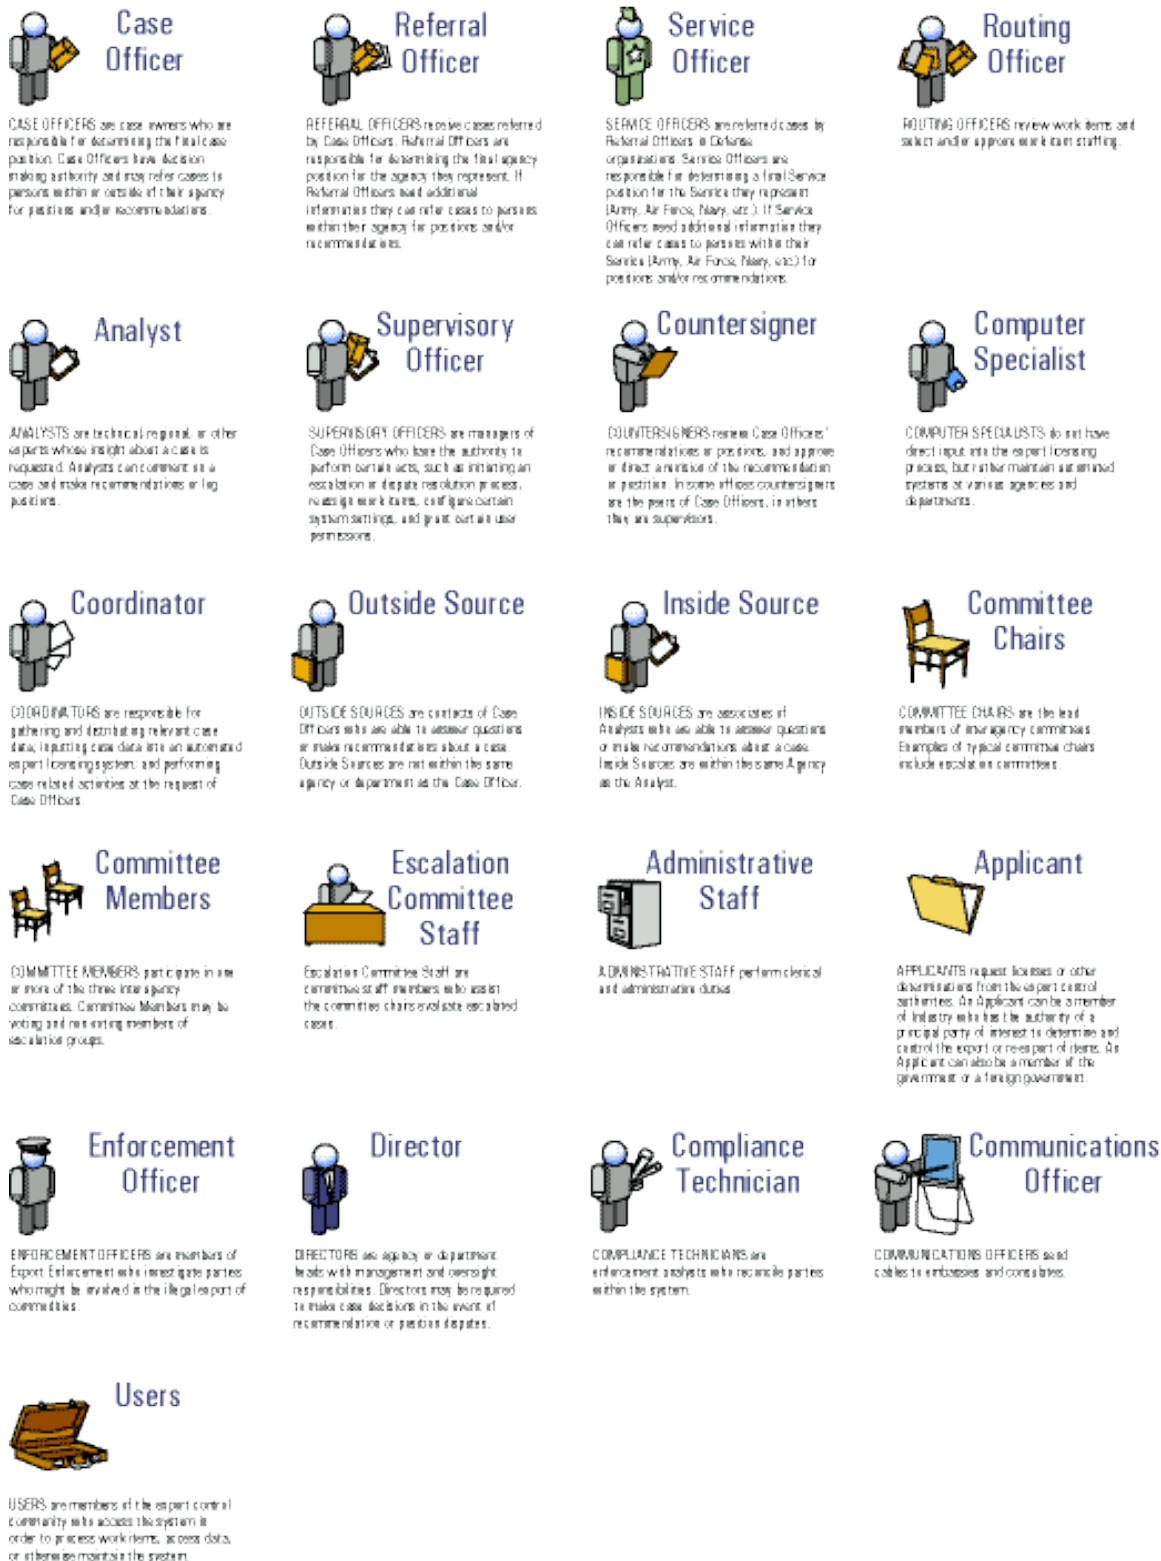 Case
Officer
CASE OFFICERS are case owners who are
responsible for determining the final case
position. Case Officers have decision
making authority and may refer cases to
persons within or outside of their agency
for positions and/or recommendations.
Referral
Officer
REFERRAL OFFICERS receive cases referred
by Case Officers. Referral Officers are
responsible for determining the final agency
position for the agency they represent. If
Referral Officers need additional
information they can refer cases to persons
within their agency for positions and/or
recommendations.
Service
Officer
SERVICE OFFICERS are referred cases by
Referral Officers in Defense
organizations. Service Officers are
responsible for determining a final Service
position for the Service they represent
(Army, Air Force, Navy, etc.). If Service
Officers need additional information they
can refer cases to persons within their
Service (Army, Air Force, Navy, etc.) for
positions and/or recommendations.
Routing
Officer
ROUTING OFFICERS review work items and
select and/or approve work item staffing.
Analyst
ANALYSTS are technical, regional, or other
experts whose insight about a case is
requested. Analysts can comment on a
case and make recommendations or log
positions.
Supervisory
Officer
SUPERVISORY OFFICERS are managers of
Case Officers who have the authority to
perform certain acts, such as initiating an
escalation or dispute resolution process,
reassign work items, configure certain
system settings, and grant certain user
permissions.
Countersigner
COUNTERSIGNERS review Case Officers'
recommendations or positions, and approve
or direct a revision of the recommendation
or position. In some offices countersigners
are the peers of Case Officers, in others
they are supervisors.
Computer
Specialist
COMPUTER SPECIALISTS do not have
direct input into the export licensing
process, but rather maintain automated
systems at various agencies and
departments.
Coordinator
COORDINATORS are responsible for
gathering and distributing relevant case
data; inputting case data into an automated
export licensing system; and performing
case related activities at the request of
Case Officers.
Outside Source
OUTSIDE SOURCES are contacts of Case
Officers who are able to answer questions
or make recommendations about a case.
Outside Sources are not within the same
agency or department as the Case Officer.
Inside Source
INSIDE SOURCES are associates of
Analysts who are able to answer questions
or make recommendations about a case.
Inside Sources are within the same Agency
as the Analyst.
Committee
Chairs
COMMITTEE CHAIRS are the lead
members of interagency committees.
Examples of typical committee chairs
include escalation committees.
Committee
Members
COMMITTEE MEMBERS participate in one
or more of the three interagency
committees. Committee Members may be
voting and non-voting members of
escalation groups.
Escalation
Committee
Staff
Escalation Committee Staff are
committee staff members who assist
the committee chairs evaluate escalated
cases.
Administrative
Staff
ADMINISTRATIVE STAFF perform clerical
and administrative duties.
Applicant
APPLICANTS request licenses or other
determinations from the export control
authorities. An Applicant can be a member
of Industry who has the authority of a
principal party of interest to determine and
control the export or re-export of items. An
Applicant can also be a member of the
government or a foreign government.
Enforcement
Officer
ENFORCEMENT OFFICERS are members of
Export Enforcement who investigate parties
who might be involved in the illegal export of
commodities.
Director
DIRECTORS are agency or department
heads with management and oversight
responsibilities. Directors may be required
to make case decisions in the event of
recommendation or position disputes.
Compliance
Technician
COMPLIANCE TECHNICIANS are
enforcement analysts who reconcile parties
within the system.
Communications
Officer
COMMUNICATIONS OFFICERS send
cables to embassies and consulates.
Users
USERS are members of the export control
community who access the system in
order to process work items, access data,
or otherwise maintain the system.